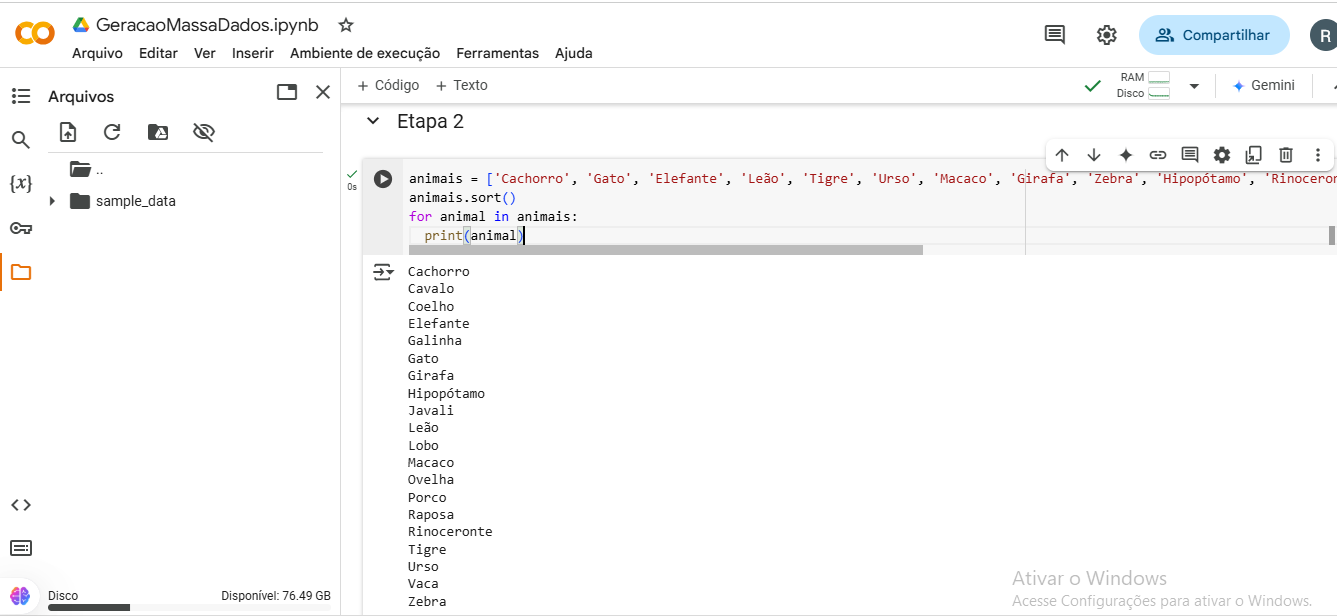 GeracaoMassaDados.ipynb
Arquivo Editar Ver Inserir Ambiente de execução Ferramentas Ajuda
Compartilhar
R
Arquivos
+ Código + Texto
RAM
Disco
Gemini
..
sample_data
{x}
Etapa 2
0s
animais = ['Cachorro', 'Gato', 'Elefante', 'Leão', 'Tigre', 'Urso', 'Macaco', 'Girafa', 'Zebra', 'Hipopótamo', 'Rinoceron
animais.sort()
for animal in animais:
  print(animal)
Cachorro
Cavalo
Coelho
Elefante
Galinha
Gato
Girafa
Hipopótamo
Javali
Leão
Lobo
Macaco
Ovelha
Porco
Raposa
Rinoceronte
Tigre
Urso
Vaca
Zebra
Disco Disponível: 76.49 GB
Ativar o Windows
Acesse Configurações para ativar o Windows.